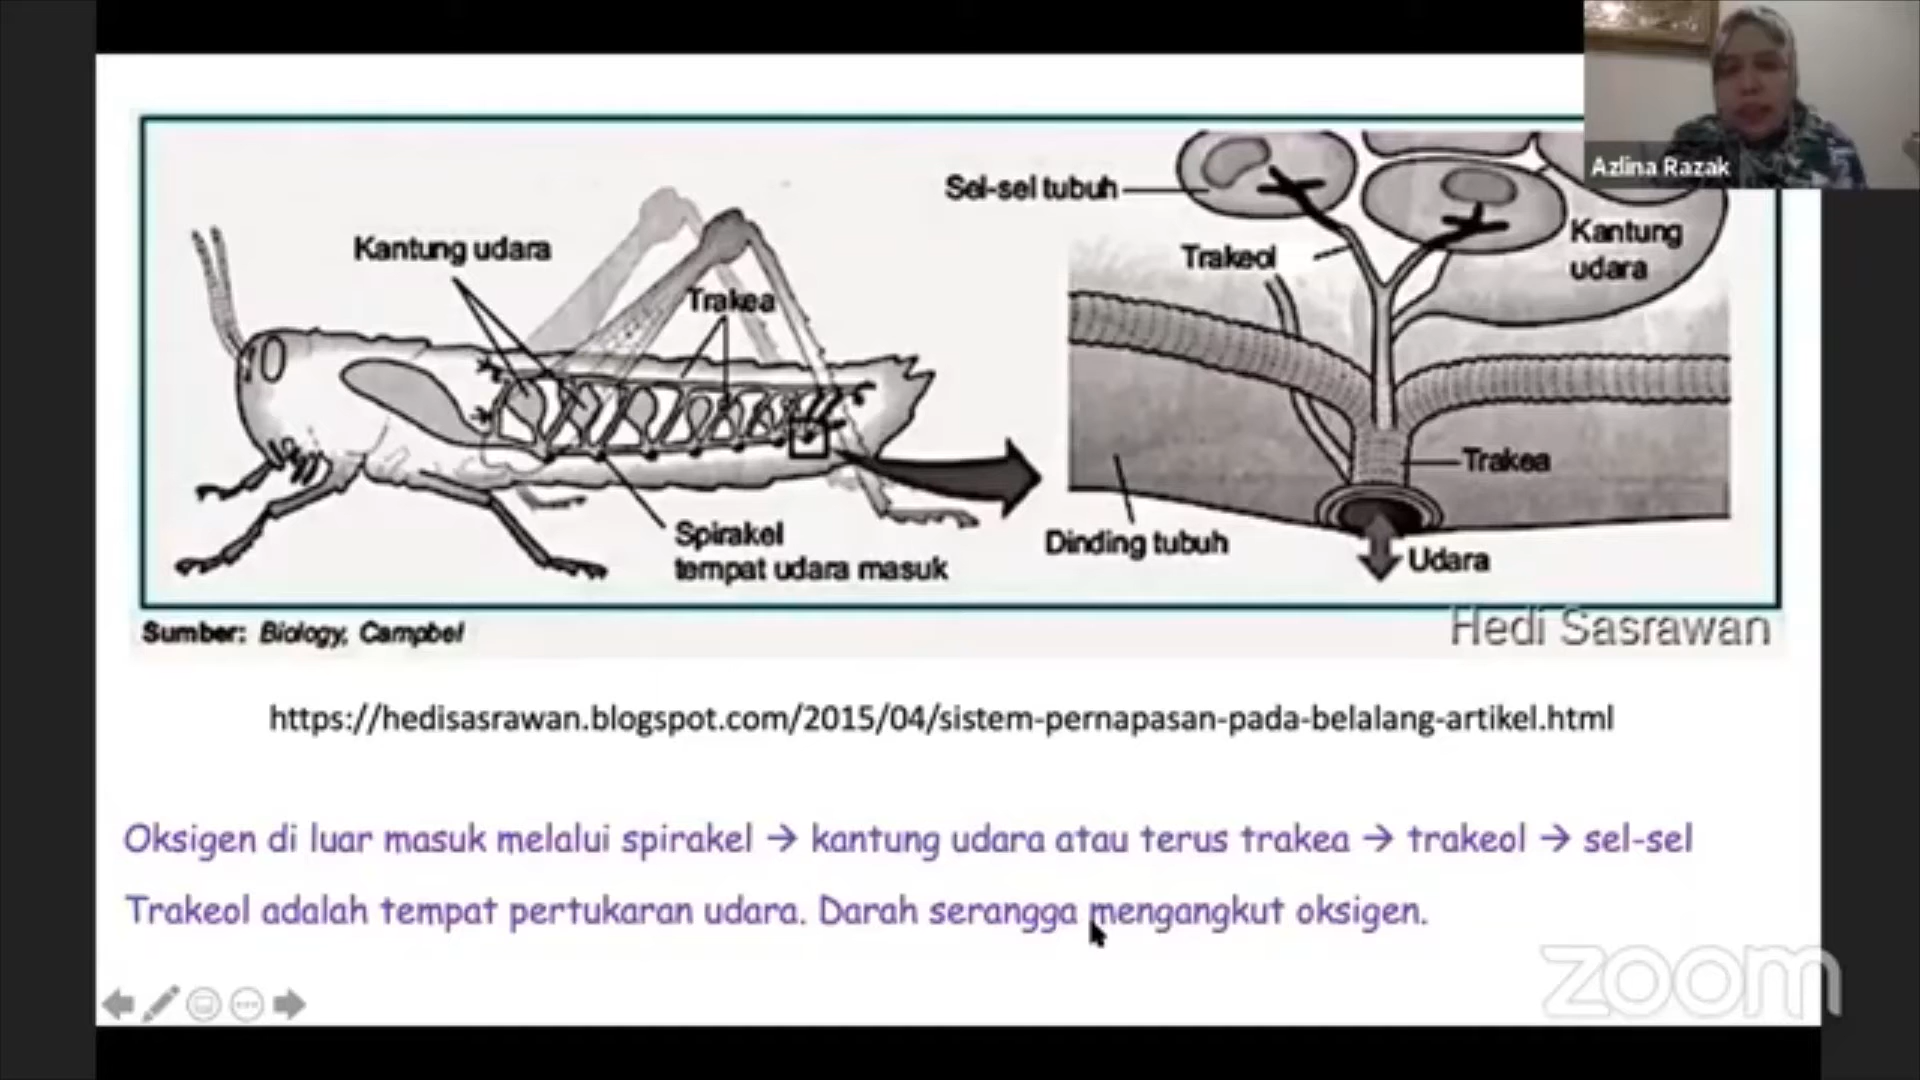 Azlina Razak
Sel-sel tubuh
Kantung udara
Trakeol
Kantung
udara
Trakea
Trakea
Spirakel
tempat udara masuk
Dinding tubuh
Udara
Hedi Sasrawan
Sumber: Biology, Campbel
https://hedisasrawan.blogspot.com/2015/04/sistem-pernapasan-pada-belalang-artikel.html
Oksigen di luar masuk melalui spirakel → kantung udara atau terus trakea → trakeol → sel-sel
Trakeol adalah tempat pertukaran udara. Darah serangga mengangkut oksigen.
zoom